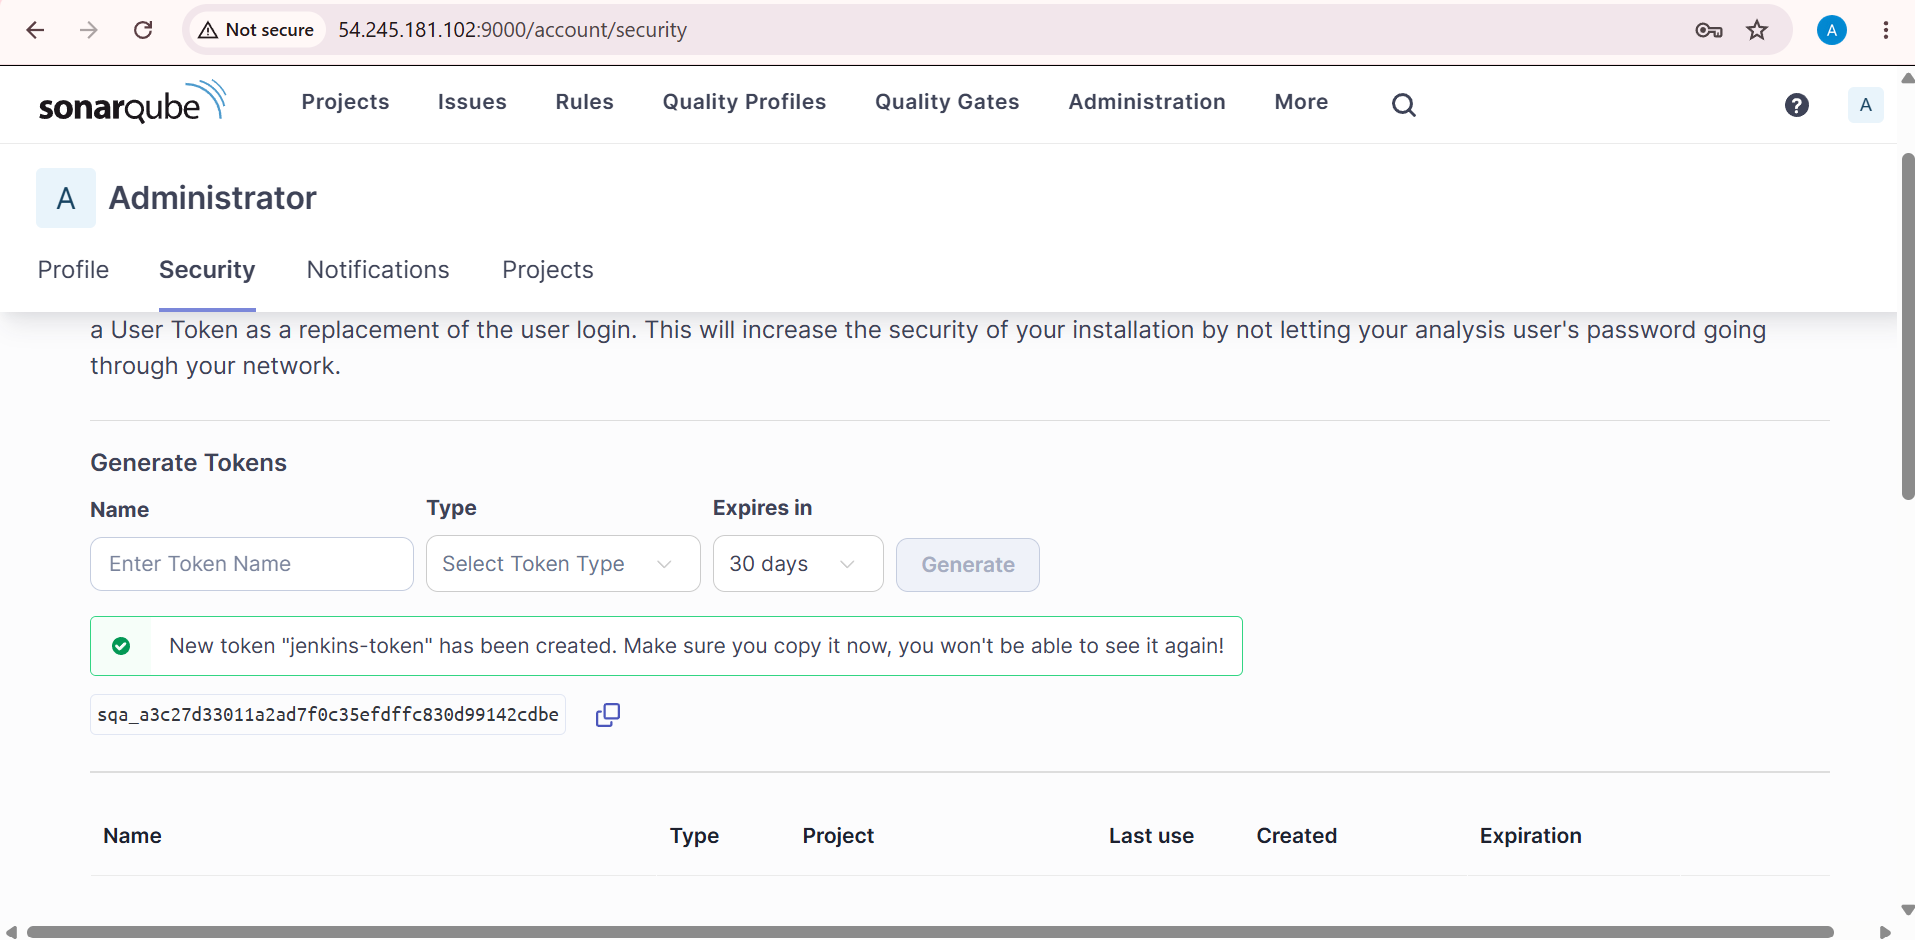 Not secure 54.245.181.102:9000/account/security A
sonarqube Projects Issues Rules Quality Profiles Quality Gates Administration More ? A
A Administrator
Profile Security Notifications Projects
a User Token as a replacement of the user login. This will increase the security of your installation by not letting your analysis user's password going
through your network.
Generate Tokens
Name Type Expires in
Enter Token Name Select Token Type 30 days Generate
New token "jenkins-token" has been created. Make sure you copy it now, you won't be able to see it again!
sqa_a3c27d33011a2ad7f0c35efdffc830d99142cdbe
Name Type Project Last use Created Expiration